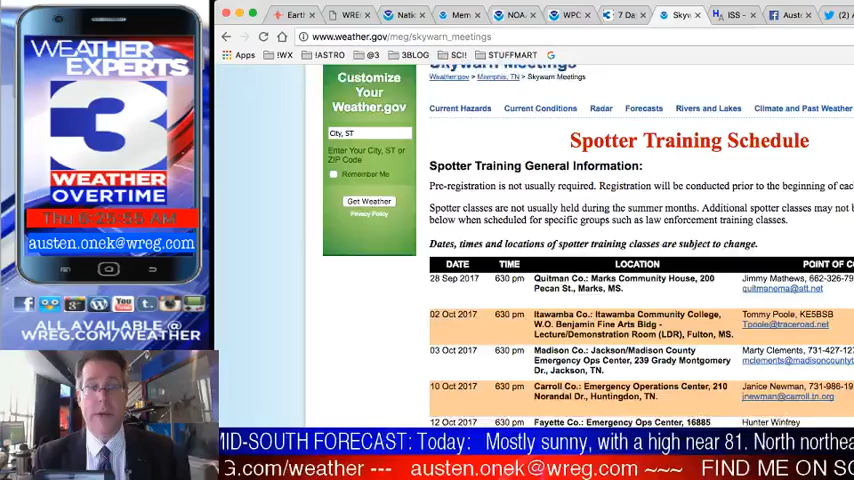 WEATHER
EXPERTS
3
WEATHER
OVERTIME
Thu 6:25:55 AM
austen.onek@wreg.com
ALL AVAILABLE @
WREG.COM/WEATHER
Earth
WREG
Natio
Mem
NOA
WPC
7 Da
Skyw
ISS -
Auste
www.weather.gov/meg/skywarn_meetings
Apps !WX !ASTRO @3 3BLOG SCI! STUFFMART
Skywarn Meetings
Weather.gov > Memphis, TN > Skywarn Meetings
Customize
Your
Weather.gov
City, ST
Enter Your City, ST or
ZIP Code
Remember Me
Get Weather
Privacy Policy
Current Hazards Current Conditions Radar Forecasts Rivers and Lakes Climate and Past Weather
Spotter Training Schedule
Spotter Training General Information:
Pre-registration is not usually required. Registration will be conducted prior to the beginning of eac
Spotter classes are not usually held during the summer months. Additional spotter classes may not b
below when scheduled for specific groups such as law enforcement training classes.
Dates, times and locations of spotter training classes are subject to change.
DATE TIME LOCATION POINT OF CO
28 Sep 2017 630 pm Quitman Co.: Marks Community House, 200 Jimmy Mathews, 662-326-79
Pecan St., Marks, MS. quitmanema@att.net
02 Oct 2017 630 pm Itawamba Co.: Itawamba Community College, Tommy Poole, KE5BSB
W.O. Benjamin Fine Arts Bldg - Tpoole@traceroad.net
Lecture/Demonstration Room (LDR), Fulton, MS.
03 Oct 2017 630 pm Madison Co.: Jackson/Madison County Marty Clements, 731-427-12
Emergency Ops Center, 239 Grady Montgomery mclements@madisoncountyt
Dr., Jackson, TN.
10 Oct 2017 630 pm Carroll Co.: Emergency Operations Center, 210 Janice Newman, 731-986-19
Norandal Dr., Huntingdon, TN. jnewman@carroll.tn.org
12 Oct 2017 630 pm Fayette Co.: Emergency Ops Center, 16885 Hunter Winfrey
MID-SOUTH FORECAST: Today: Mostly sunny, with a high near 81. North northea
G.com/weather --- austen.onek@wreg.com ~~~ FIND ME ON SO